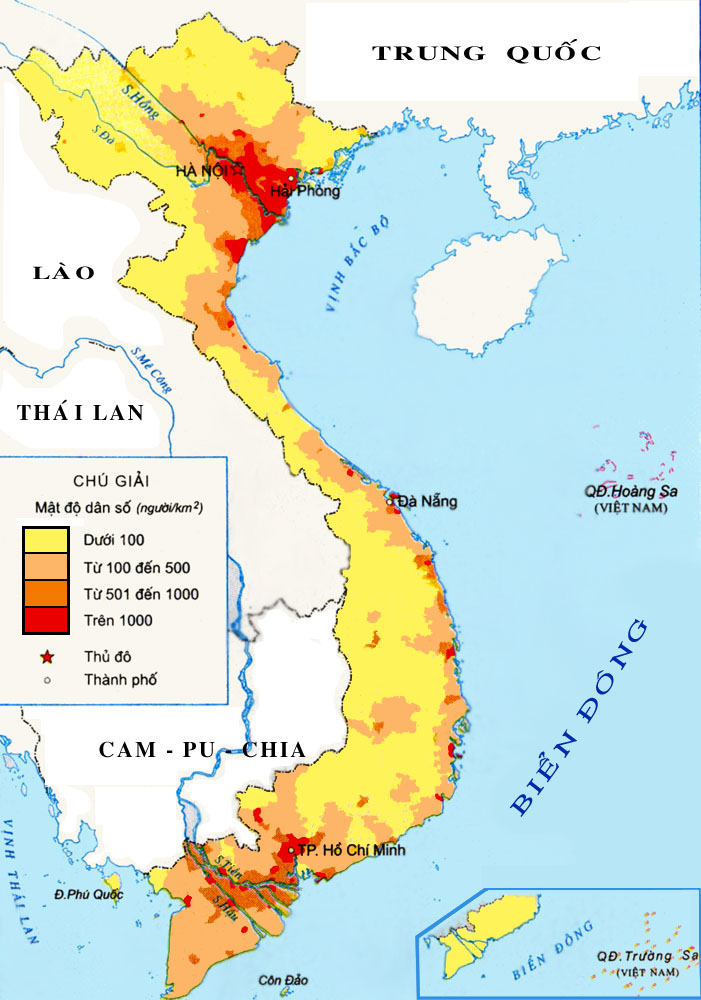 TRUNG QUỐC
S.Hồng
S.Đà
HÀ NỘI
Hải Phòng
VỊNH BẮC BỘ
LÀO
S.Mê Công
THÁI LAN
CHÚ GIẢI
Mật độ dân số (người/km²)
Dưới 100
Từ 100 đến 500
Từ 501 đến 1000
Trên 1000
Thủ đô
Thành phố
Đà Nẵng
QĐ.Hoàng Sa
(VIỆT NAM)
BIỂN ĐÔNG
CAM - PU - CHIA
TP. Hồ Chí Minh
S.Tiền
S.Hậu
VỊNH THÁI LAN
Đ.Phú Quốc
Côn Đảo
BIỂN ĐÔNG
QĐ.Trường Sa
(VIỆT NAM)